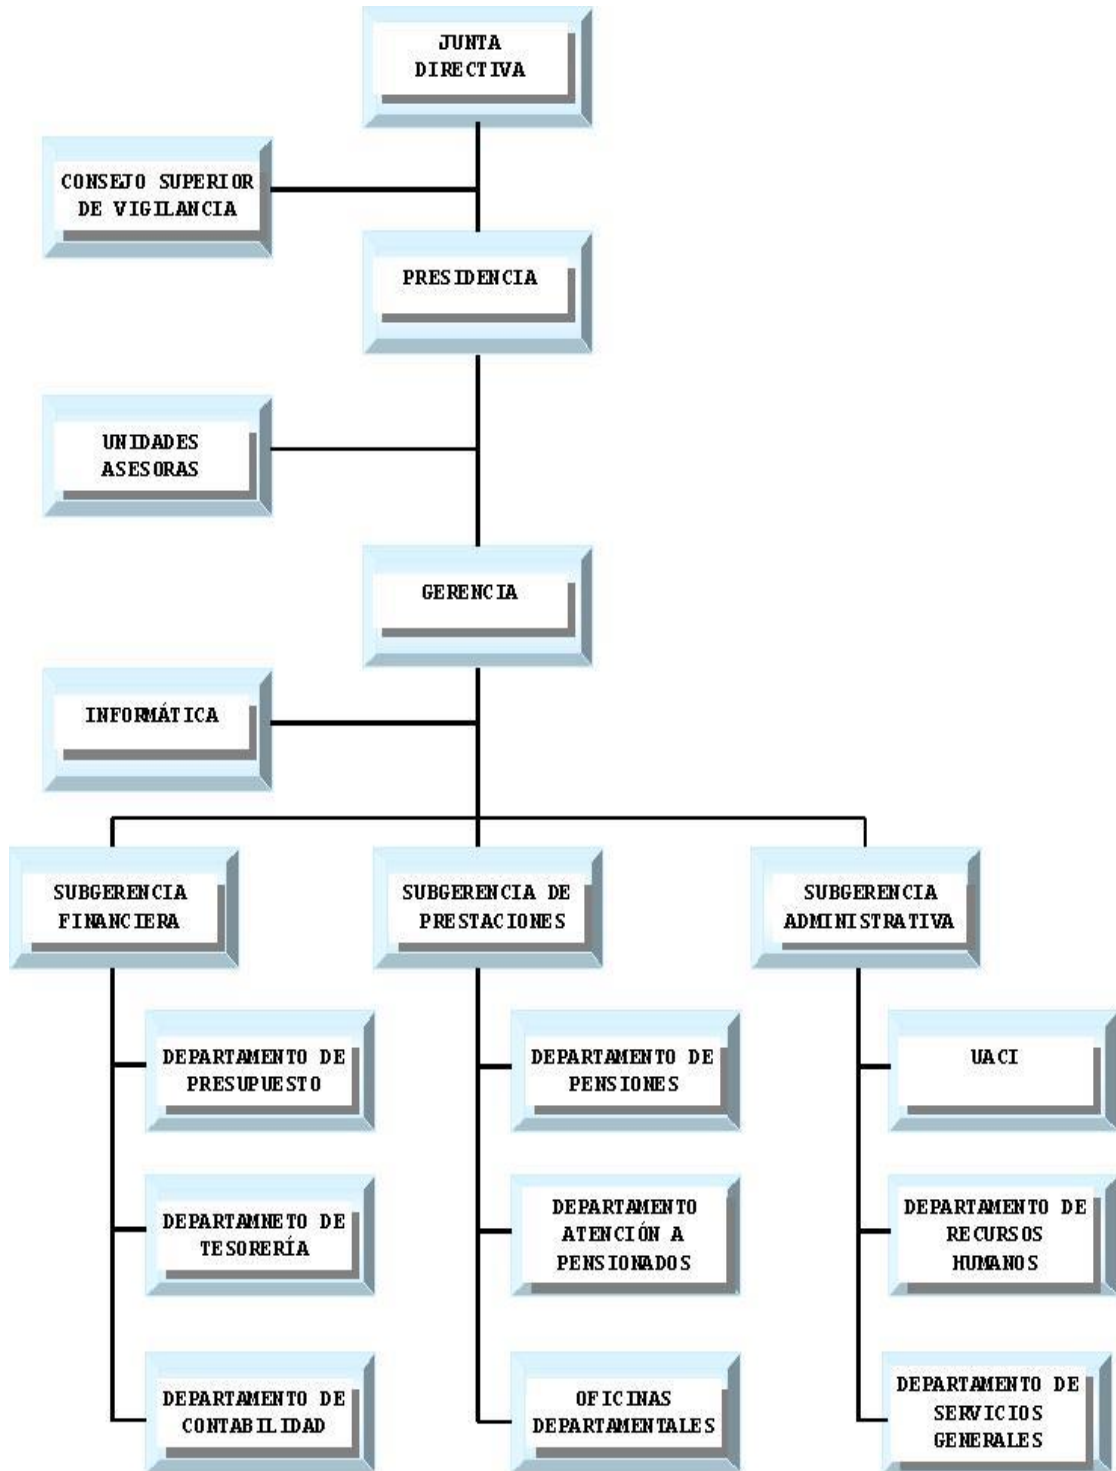 JUNTA
DIRECTIVA
CONSEJO SUPERIOR
DE VIGILANCIA
PRESIDENCIA
UNIDADES
ASESORAS
GERENCIA
INFORMÁTICA
SUBGERENCIA
FINANCIERA
SUBGERENCIA DE
PRESTACIONES
SUBGERENCIA
ADMINISTRATIVA
DEPARTAMENTO DE
PRESUPUESTO
DEPARTAMENTO DE
PENSIONES
UACI
DEPARTAMNETO DE
TESORERÍA
DEPARTAMENTO
ATENCIÓN A
PENSIONADOS
DEPARTAMENTO DE
RECURSOS
HUMANOS
DEPARTAMENTO DE
CONTABILIDAD
OFICINAS
DEPARTAMENTALES
DEPARTAMENTO DE
SERVICIOS
GENERALES